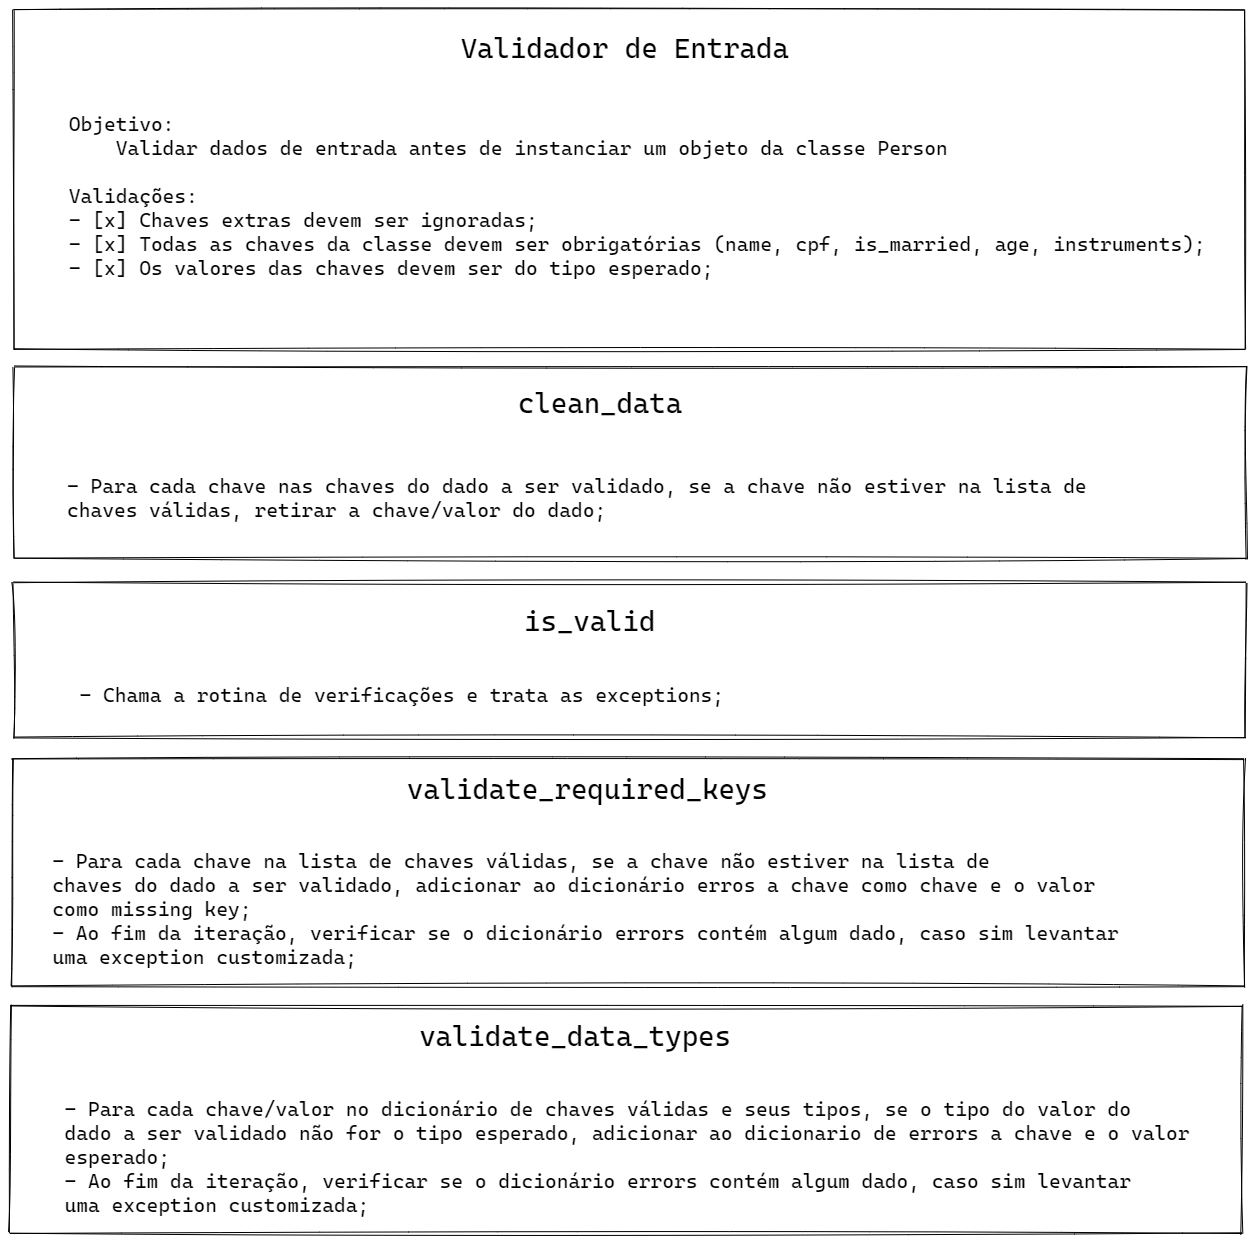 Validador de Entrada
Objetivo:
Validar dados de entrada antes de instanciar um objeto da classe Person
Validações:
- [x] Chaves extras devem ser ignoradas;
- [x] Todas as chaves da classe devem ser obrigatórias (name, cpf, is_married, age, instruments);
- [x] Os valores das chaves devem ser do tipo esperado;
clean_data
- Para cada chave nas chaves do dado a ser validado, se a chave não estiver na lista de
chaves válidas, retirar a chave/valor do dado;
is_valid
- Chama a rotina de verificações e trata as exceptions;
validate_required_keys
- Para cada chave na lista de chaves válidas, se a chave não estiver na lista de
chaves do dado a ser validado, adicionar ao dicionário erros a chave como chave e o valor
como missing key;
- Ao fim da iteração, verificar se o dicionário errors contém algum dado, caso sim levantar
uma exception customizada;
validate_data_types
- Para cada chave/valor no dicionário de chaves válidas e seus tipos, se o tipo do valor do
dado a ser validado não for o tipo esperado, adicionar ao dicionario de errors a chave e o valor
esperado;
- Ao fim da iteração, verificar se o dicionário errors contém algum dado, caso sim levantar
uma exception customizada;